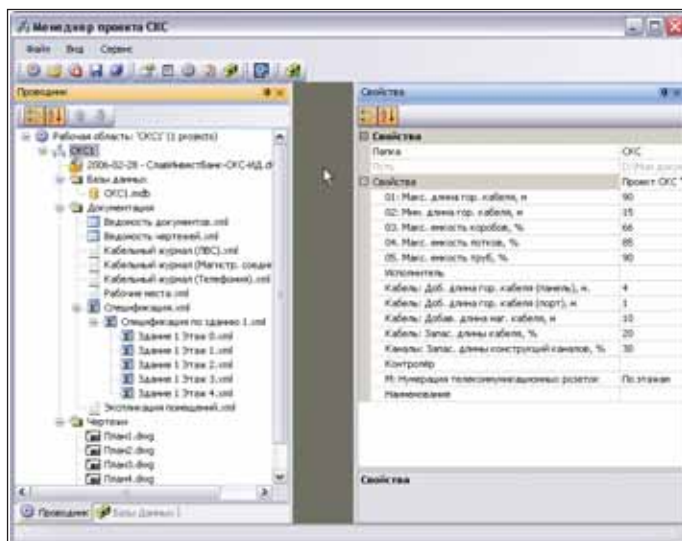 Менеджер проекта СКС
Файл Вид Сервис
Проводник
Рабочая область: 'СКС1' (1 projects)
СКС1
2006-02-28 - СлавИнвестБанк-СКС-ИД.d
Базы данных
СКС1.mdb
Документация
Ведомость документов.xml
Ведомость чертежей.xml
Кабельный журнал (ЛВС).xml
Кабельный журнал (Магистр. соеди
Кабельный журнал (Телефония).xml
Рабочие места.xml
Спецификация.xml
Спецификация по зданию 1.xml
Здание 1 Этаж 0.xml
Здание 1 Этаж 1.xml
Здание 1 Этаж 2.xml
Здание 1 Этаж 3.xml
Здание 1 Этаж 4.xml
Экспликация помещений.xml
Чертежи
План1.dwg
План2.dwg
План3.dwg
План4.dwg
Проводник Базы Данных
Свойства
Свойства
Папка СКС
Путь
Свойства Проект СКС "
01: Макс. длина гор. кабеля, м 90
02: Мин. длина гор. кабеля, м 15
03. Макс. емкость коробов, % 66
04. Макс. емкость лотков, % 85
05. Макс. емкость труб, % 90
Исполнитель
Кабель: Доб. длина гор. кабеля (панель), м. 4
Кабель: Доб. длина гор. кабеля (порт), м 1
Кабель: Добав. длина маг. кабеля, м 10
Кабель: Запас. длины кабеля, % 20
Каналы: Запас. длины конструкций каналов, % 30
Контролёр
М: Нумерация телекоммуникационных розеток По этажам
Наименование
Свойства